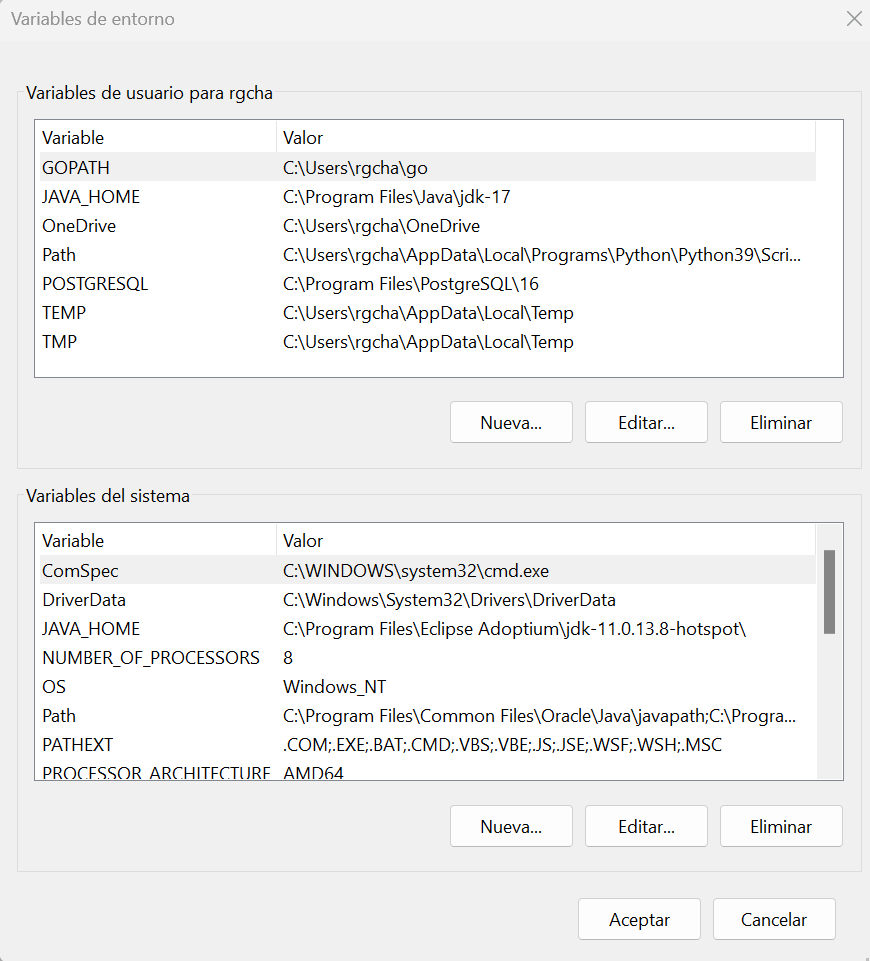 Variables de entorno
Variables de usuario para rgcha
Variable Valor
GOPATH C:\Users\rgcha\go
JAVA_HOME C:\Program Files\Java\jdk-17
OneDrive C:\Users\rgcha\OneDrive
Path C:\Users\rgcha\AppData\Local\Programs\Python\Python39\Scri...
POSTGRESQL C:\Program Files\PostgreSQL\16
TEMP C:\Users\rgcha\AppData\Local\Temp
TMP C:\Users\rgcha\AppData\Local\Temp
Nueva... Editar... Eliminar
Variables del sistema
Variable Valor
ComSpec C:\WINDOWS\system32\cmd.exe
DriverData C:\Windows\System32\Drivers\DriverData
JAVA_HOME C:\Program Files\Eclipse Adoptium\jdk-11.0.13.8-hotspot\
NUMBER_OF_PROCESSORS 8
OS Windows_NT
Path C:\Program Files\Common Files\Oracle\Java\javapath;C:\Progra...
PATHEXT .COM;.EXE;.BAT;.CMD;.VBS;.VBE;.JS;.JSE;.WSF;.WSH;.MSC
PROCESSOR_ARCHITECTURE AMD64
Nueva... Editar... Eliminar
Aceptar Cancelar